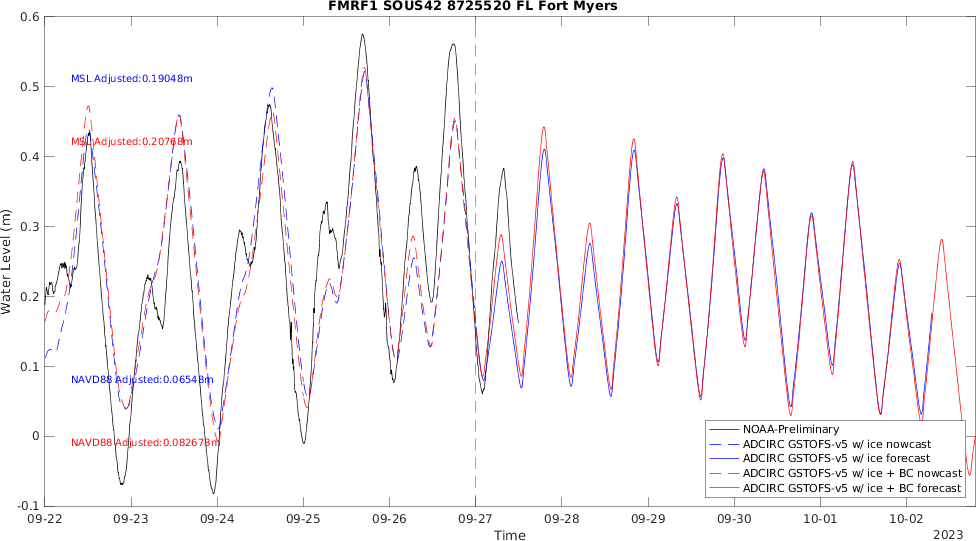 FMRF1 SOUS42 8725520 FL Fort Myers
0.6
0.5
0.4
0.3
0.2
0.1
0
-0.1
Water Level (m)
MSL Adjusted:0.19048m
MSL Adjusted:0.20768m
NAVD88 Adjusted:0.06548m
NAVD88 Adjusted:0.082673m
NOAA-Preliminary
ADCIRC GSTOFS-v5 w/ ice nowcast
ADCIRC GSTOFS-v5 w/ ice forecast
ADCIRC GSTOFS-v5 w/ ice + BC nowcast
ADCIRC GSTOFS-v5 w/ ice + BC forecast
09-22 09-23 09-24 09-25 09-26 09-27 09-28 09-29 09-30 10-01 10-02
Time
2023